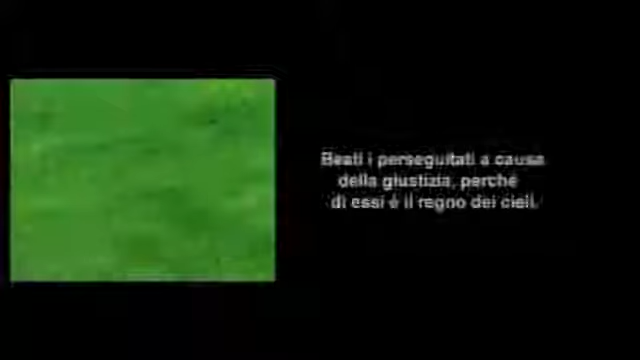 Beati i perseguitati a causa
della giustizia, perché
di essi è il regno dei cieli.